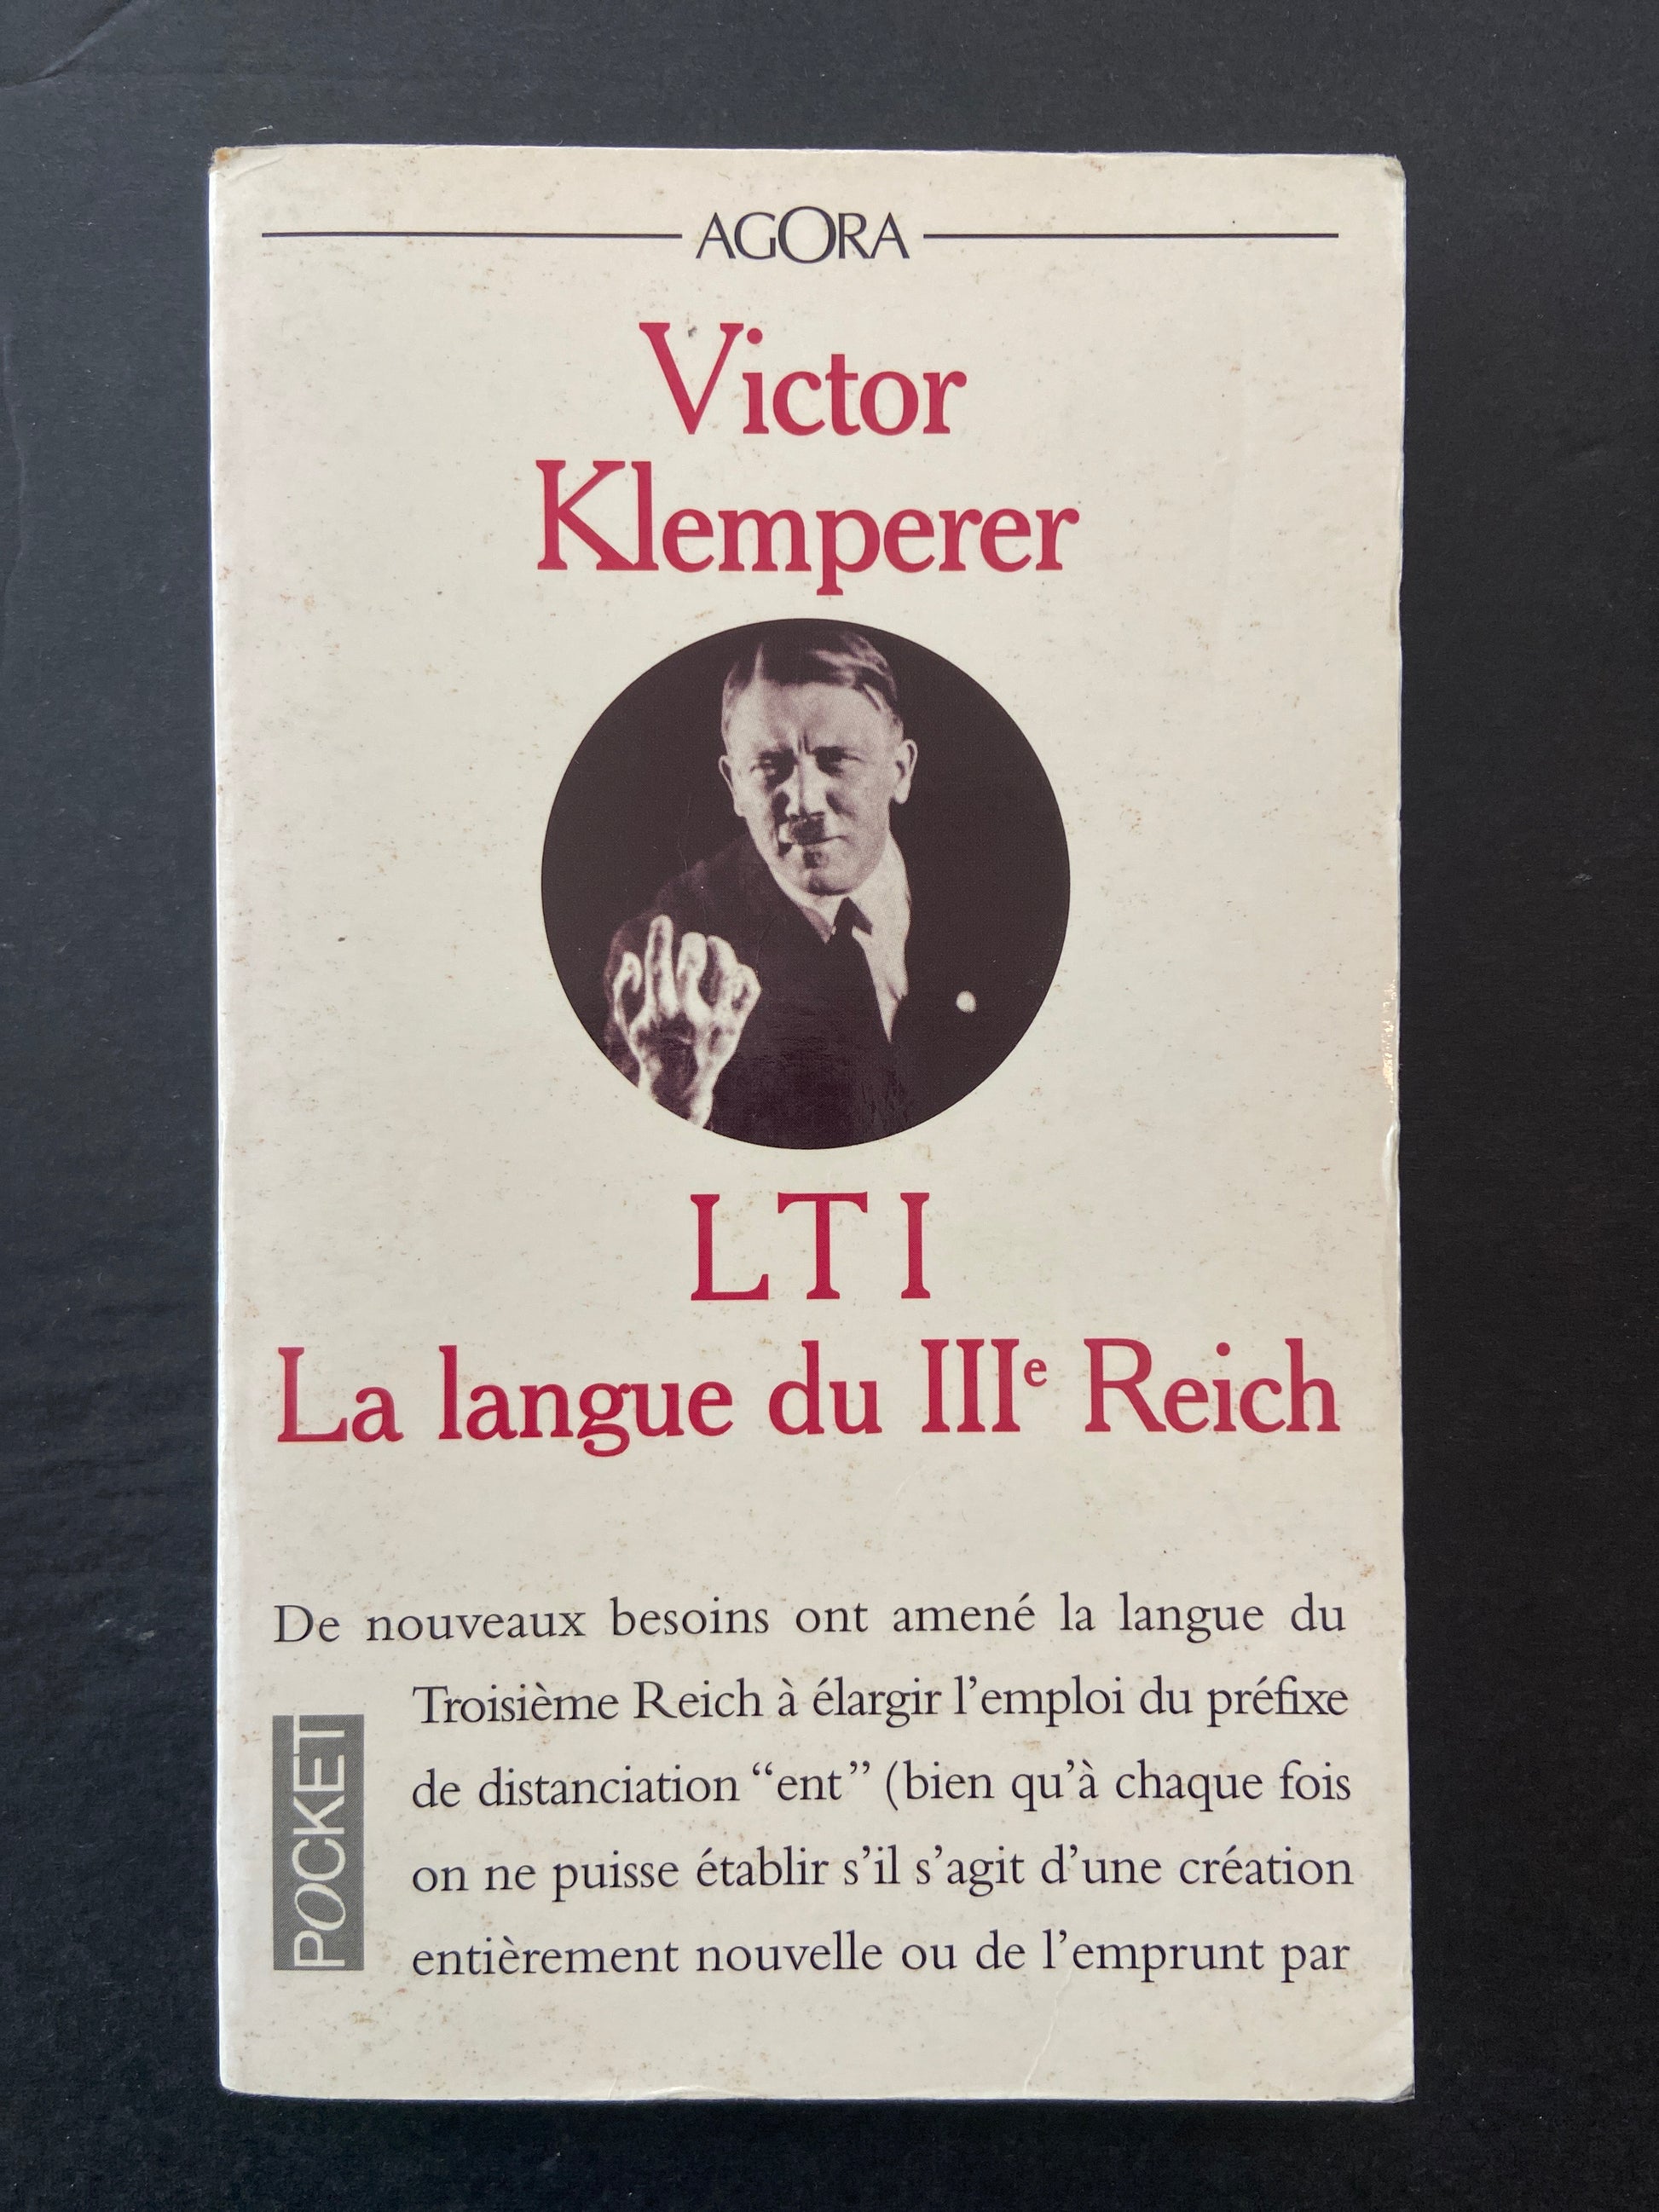 AGORA
Victor
Klemperer
LTI
La langue du IIIe Reich
De nouveaux besoins ont amené la langue du
Troisième Reich à élargir l’emploi du préfixe
de distanciation “ent” (bien qu’à chaque fois
on ne puisse établir s’il s’agit d’une création
entièrement nouvelle ou de l’emprunt par
POCKET